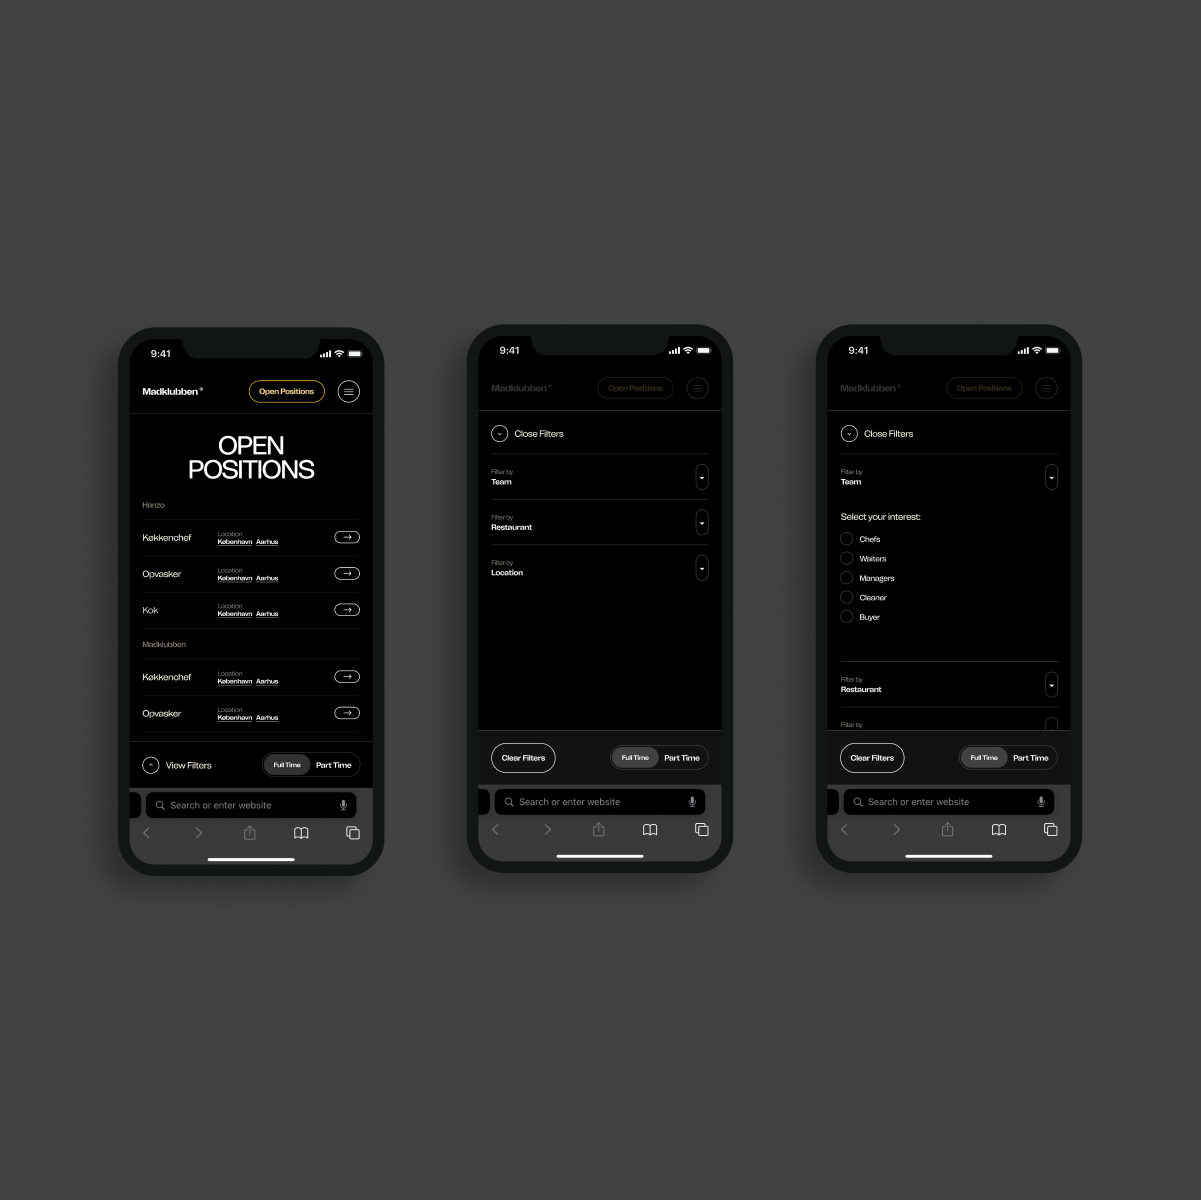 9:41
Madklubben®
Open Positions
OPEN
POSITIONS
Hanzo
Køkkenchef
Location
København Aarhus
Opvasker
Location
København Aarhus
Kok
Location
København Aarhus
Madklubben
Køkkenchef
Location
København Aarhus
Opvasker
Location
København Aarhus
View Filters
Full Time Part Time
Search or enter website
9:41
Madklubben®
Open Positions
Close Filters
Filter by
Team
Filter by
Restaurant
Filter by
Location
Clear Filters
Full Time Part Time
Search or enter website
9:41
Madklubben®
Open Positions
Close Filters
Filter by
Team
Select your interest:
Chefs
Waiters
Managers
Cleaner
Buyer
Filter by
Restaurant
Filter by
Clear Filters
Full Time Part Time
Search or enter website